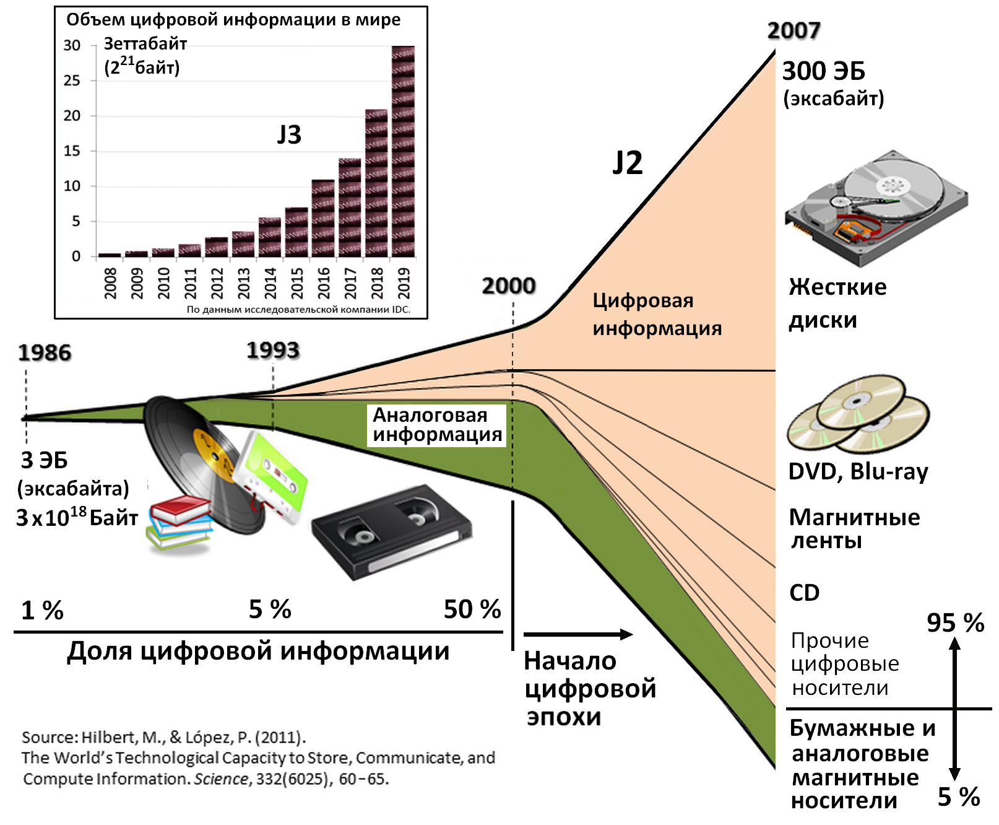 Объем цифровой информации в мире
Зеттабайт
(2²¹байт)
30
25
20
15
10
5
0
J3
2008
2009
2010
2011
2012
2013
2014
2015
2016
2017
2018
2019
По данным исследовательской компании IDC.
2007
300 ЭБ
(эксабайт)
J2
2000
Цифровая
информация
1993
1986
Аналоговая
информация
3 ЭБ
(эксабайта)
3 x 10¹⁸ Байт
Жесткие
диски
DVD, Blu-ray
Магнитные
ленты
CD
95 %
Прочие
цифровые
носители
Бумажные и
аналоговые
магнитные
носители
5 %
1 %
5 %
50 %
Доля цифровой информации
Начало
цифровой
эпохи
Source: Hilbert, M., & López, P. (2011).
The World's Technological Capacity to Store, Communicate, and
Compute Information. Science, 332(6025), 60–65.